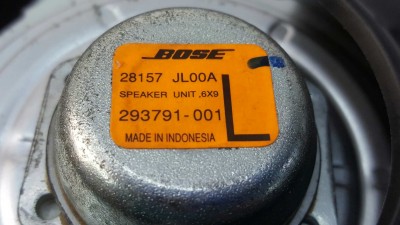 BOSE
28157 JL00A
SPEAKER UNIT ,6X9
293791-001
MADE IN INDONESIA
L